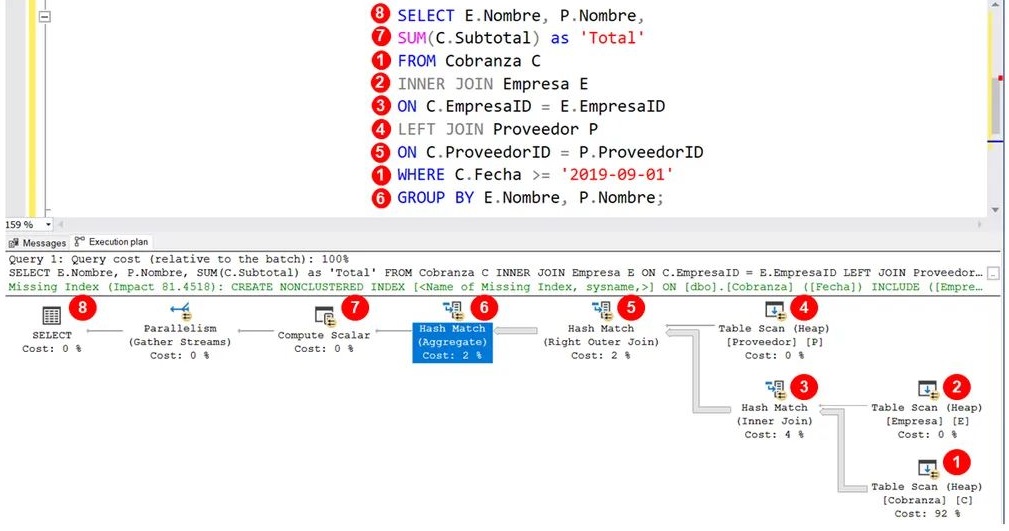 8 SELECT E.Nombre, P.Nombre,
7 SUM(C.Subtotal) as 'Total'
1 FROM Cobranza C
2 INNER JOIN Empresa E
3 ON C.EmpresaID = E.EmpresaID
4 LEFT JOIN Proveedor P
5 ON C.ProveedorID = P.ProveedorID
1 WHERE C.Fecha >= '2019-09-01'
6 GROUP BY E.Nombre, P.Nombre;
159 %
Messages Execution plan
Query 1: Query cost (relative to the batch): 100%
SELECT E.Nombre, P.Nombre, SUM(C.Subtotal) as 'Total' FROM Cobranza C INNER JOIN Empresa E ON C.EmpresaID = E.EmpresaID LEFT JOIN Proveedor...
Missing Index (Impact 81.4518): CREATE NONCLUSTERED INDEX [<Name of Missing Index, sysname,>] ON [dbo].[Cobranza] ([Fecha]) INCLUDE ([Empre...
8
SELECT
Cost: 0 %
Parallelism
(Gather Streams)
Cost: 0 %
7
Compute Scalar
Cost: 0 %
6
Hash Match
(Aggregate)
Cost: 2 %
5
Hash Match
(Right Outer Join)
Cost: 2 %
4
Table Scan (Heap)
[Proveedor] [P]
Cost: 0 %
3
Hash Match
(Inner Join)
Cost: 4 %
2
Table Scan (Heap)
[Empresa] [E]
Cost: 0 %
1
Table Scan (Heap)
[Cobranza] [C]
Cost: 92 %